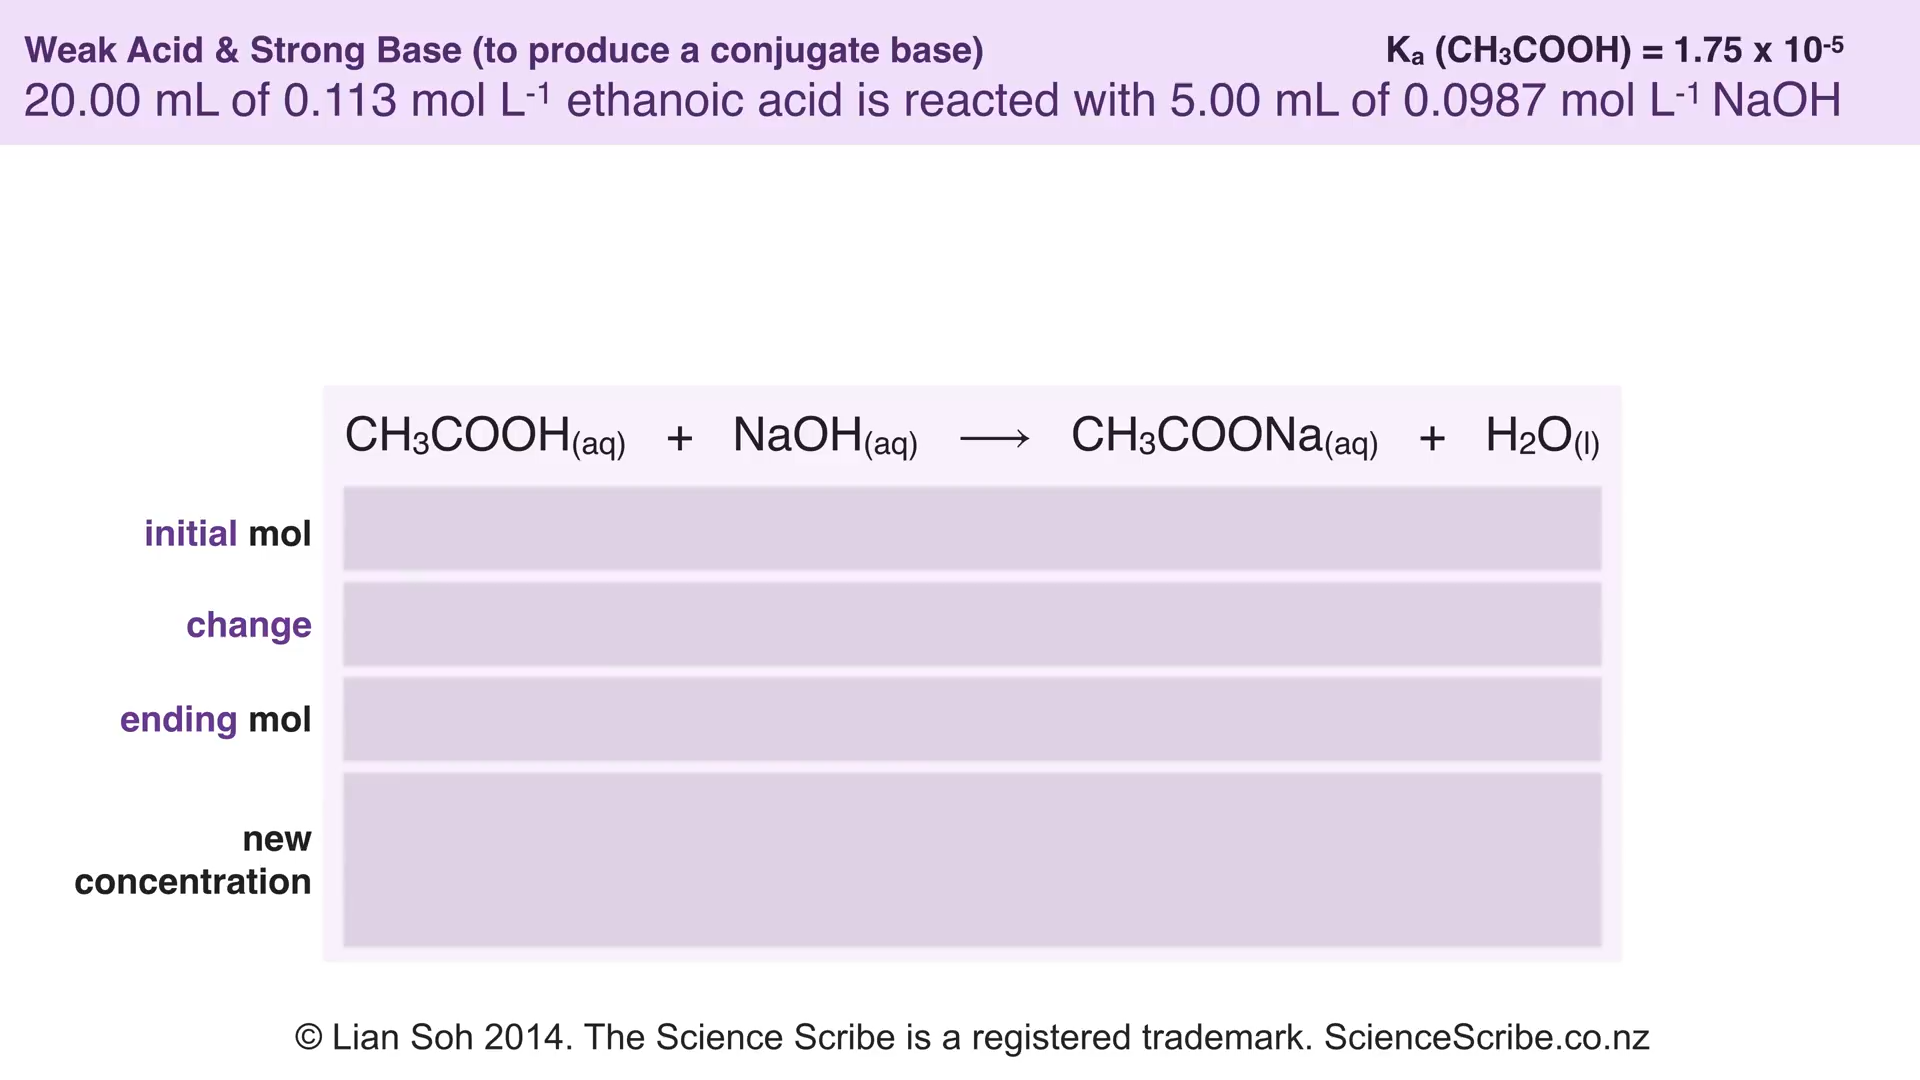 Weak Acid & Strong Base (to produce a conjugate base)
Kₐ (CH₃COOH) = 1.75 x 10⁻⁵
20.00 mL of 0.113 mol L⁻¹ ethanoic acid is reacted with 5.00 mL of 0.0987 mol L⁻¹ NaOH
CH₃COOH(aq) + NaOH(aq) ⟶ CH₃COONa(aq) + H₂O(l)
initial mol
change
ending mol
new
concentration
© Lian Soh 2014. The Science Scribe is a registered trademark. ScienceScribe.co.nz